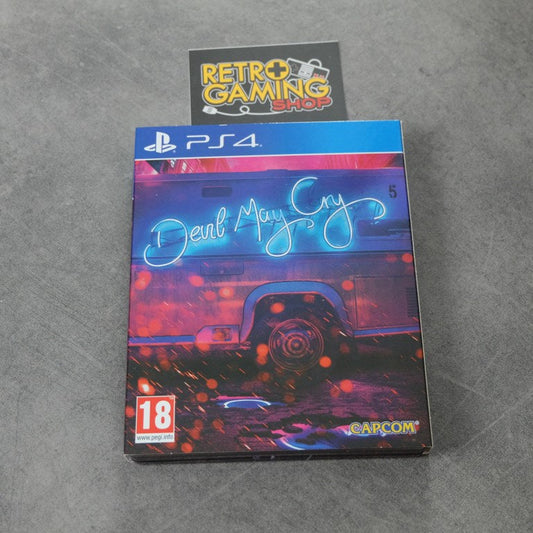 RETRO
GAMING
SHOP
PS4
Devil May Cry
5
18
www.pegi.info
CAPCOM